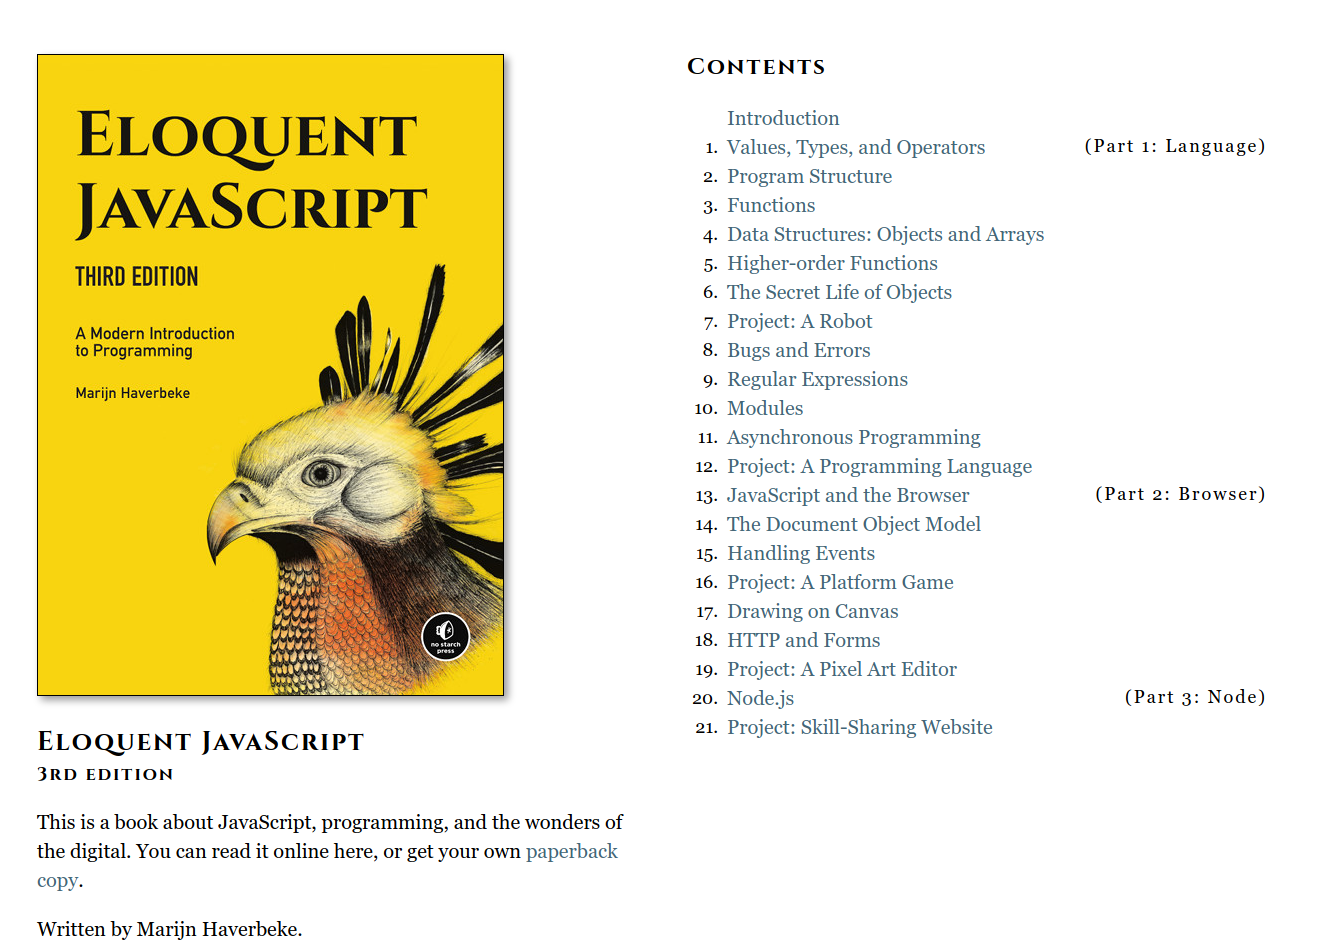 ELOQUENT
JAVASCRIPT
THIRD EDITION
A Modern Introduction
to Programming
Marijn Haverbeke
no starch
press
ELOQUENT JAVASCRIPT
3RD EDITION
This is a book about JavaScript, programming, and the wonders of
the digital. You can read it online here, or get your own paperback
copy.
Written by Marijn Haverbeke.
CONTENTS
Introduction
1. Values, Types, and Operators (Part 1: Language)
2. Program Structure
3. Functions
4. Data Structures: Objects and Arrays
5. Higher-order Functions
6. The Secret Life of Objects
7. Project: A Robot
8. Bugs and Errors
9. Regular Expressions
10. Modules
11. Asynchronous Programming
12. Project: A Programming Language
13. JavaScript and the Browser (Part 2: Browser)
14. The Document Object Model
15. Handling Events
16. Project: A Platform Game
17. Drawing on Canvas
18. HTTP and Forms
19. Project: A Pixel Art Editor
20. Node.js (Part 3: Node)
21. Project: Skill-Sharing Website